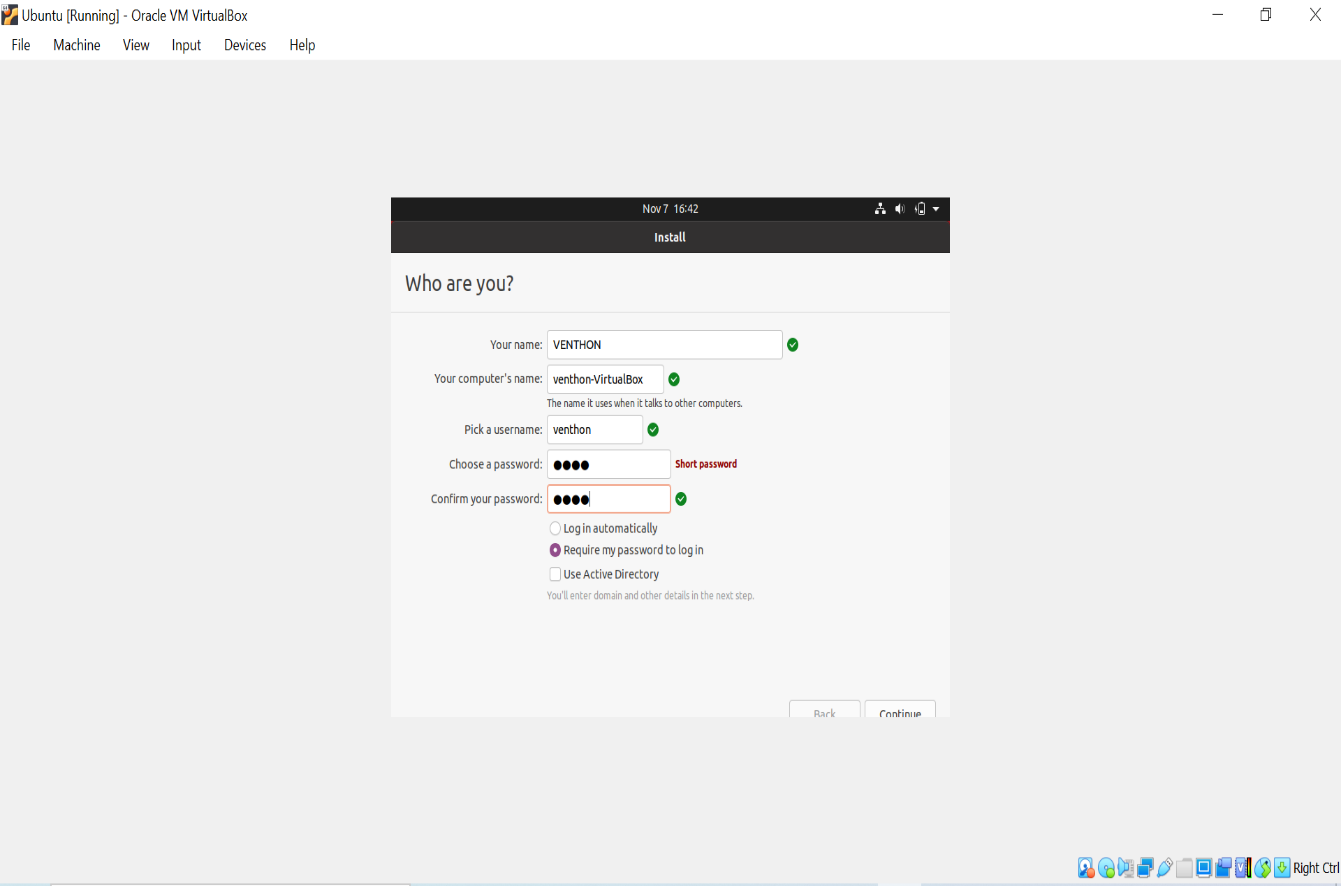 Ubuntu [Running] - Oracle VM VirtualBox
File Machine View Input Devices Help
Nov 7 16:42
Install
Who are you?
Your name: VENTHON
Your computer's name: venthon-VirtualBox
The name it uses when it talks to other computers.
Pick a username: venthon
Choose a password: ●●●● Short password
Confirm your password: ●●●●
Log in automatically
Require my password to log in
Use Active Directory
You'll enter domain and other details in the next step.
Back Continue
Right Ctrl